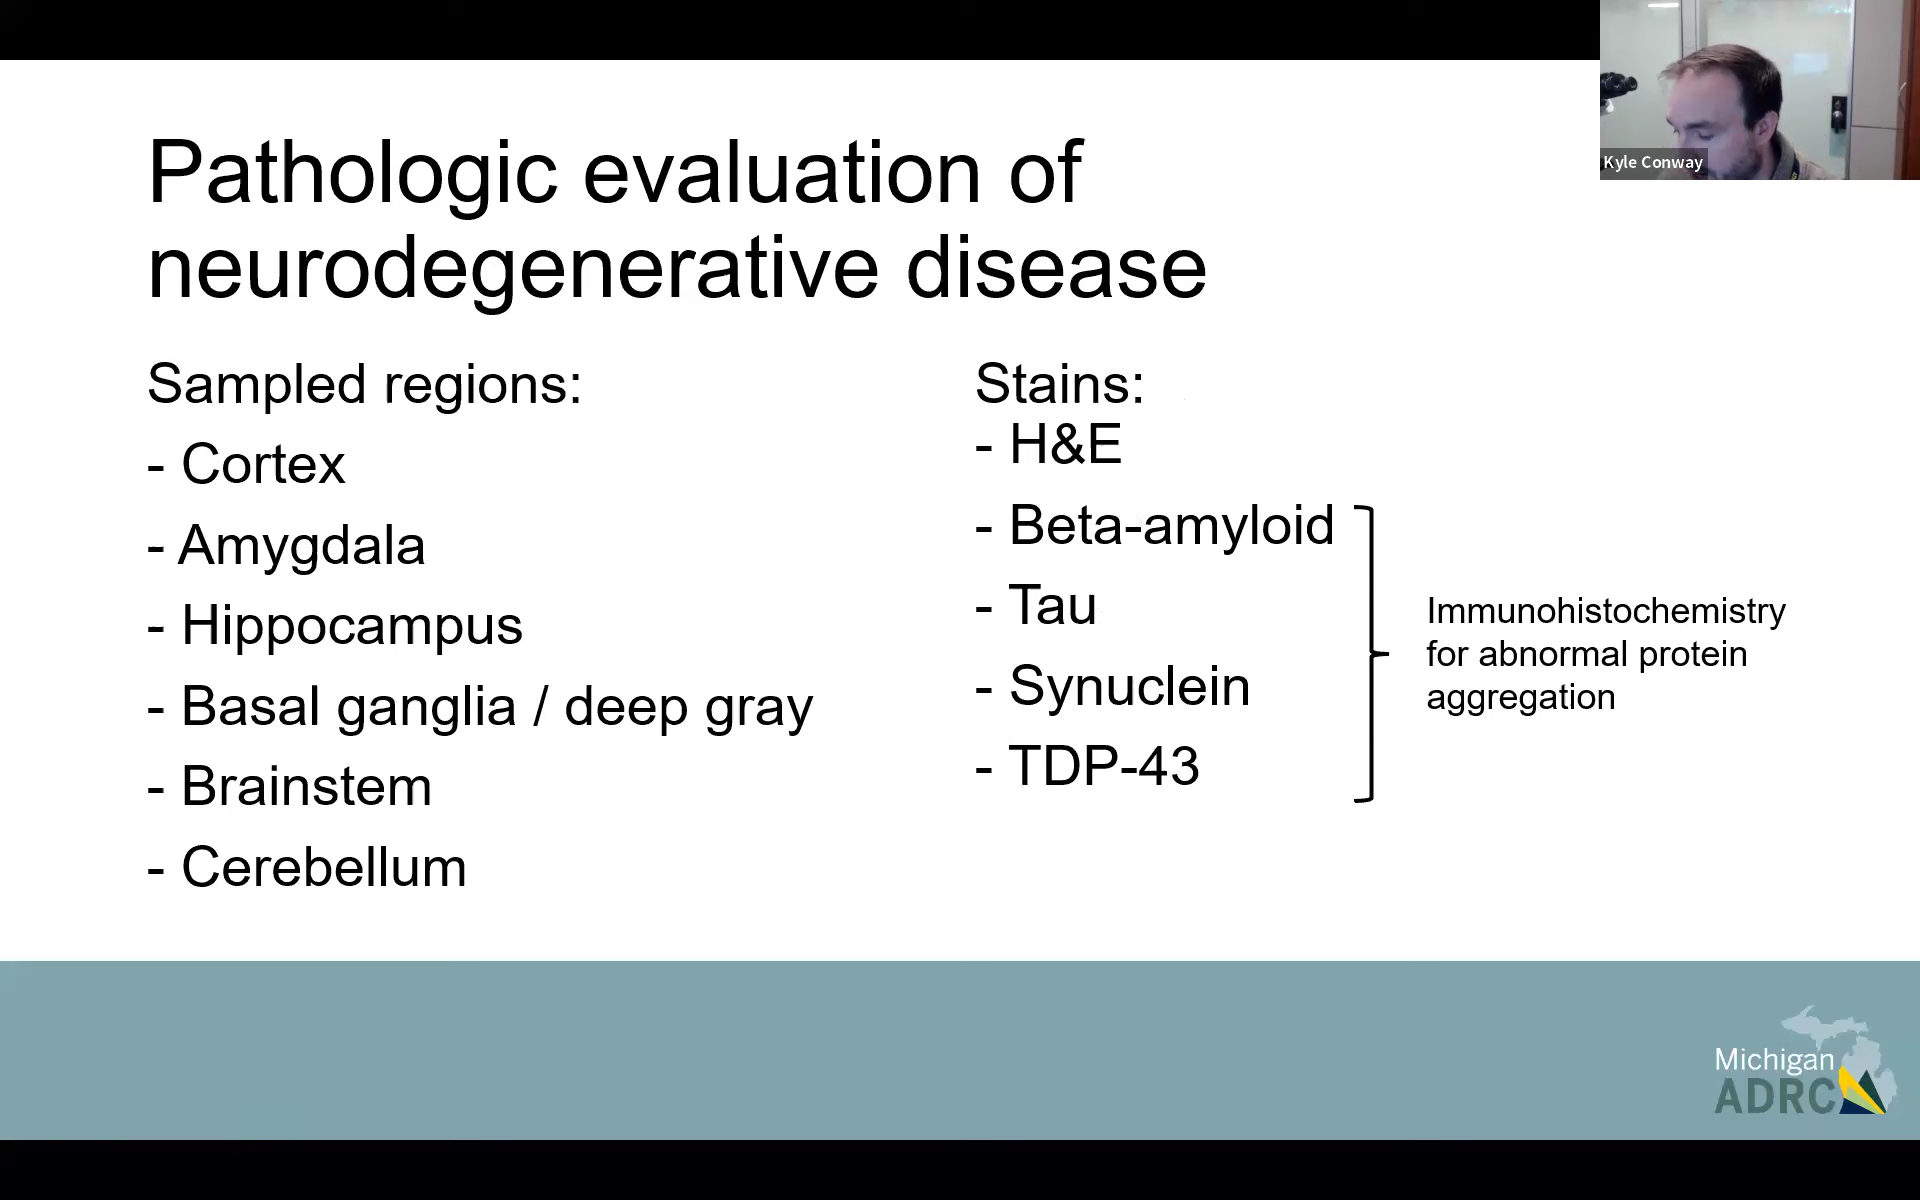 Pathologic evaluation of
neurodegenerative disease
Sampled regions:
- Cortex
- Amygdala
- Hippocampus
- Basal ganglia / deep gray
- Brainstem
- Cerebellum
Stains:
- H&E
- Beta-amyloid
- Tau
- Synuclein
- TDP-43
Immunohistochemistry
for abnormal protein
aggregation
Kyle Conway
Michigan
ADRC